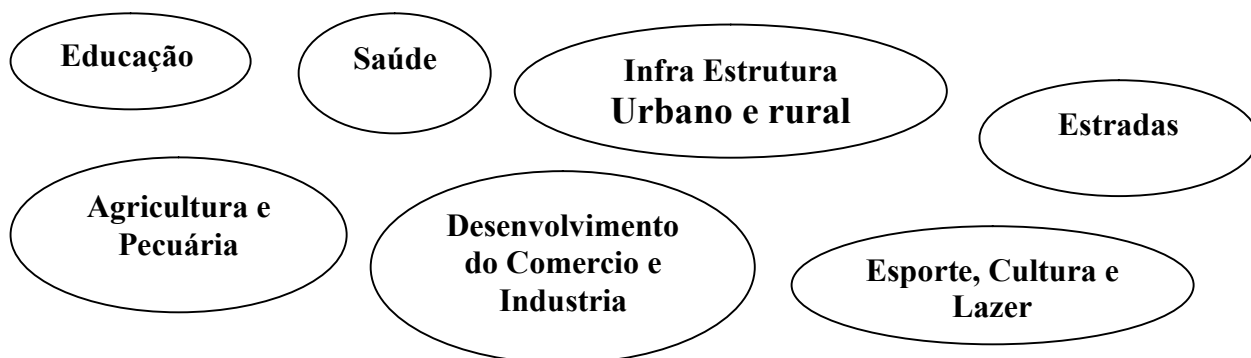 Educação
Saúde
Infra Estrutura
Urbano e rural
Estradas
Agricultura e
Pecuária
Desenvolvimento
do Comercio e
Industria
Esporte, Cultura e
Lazer